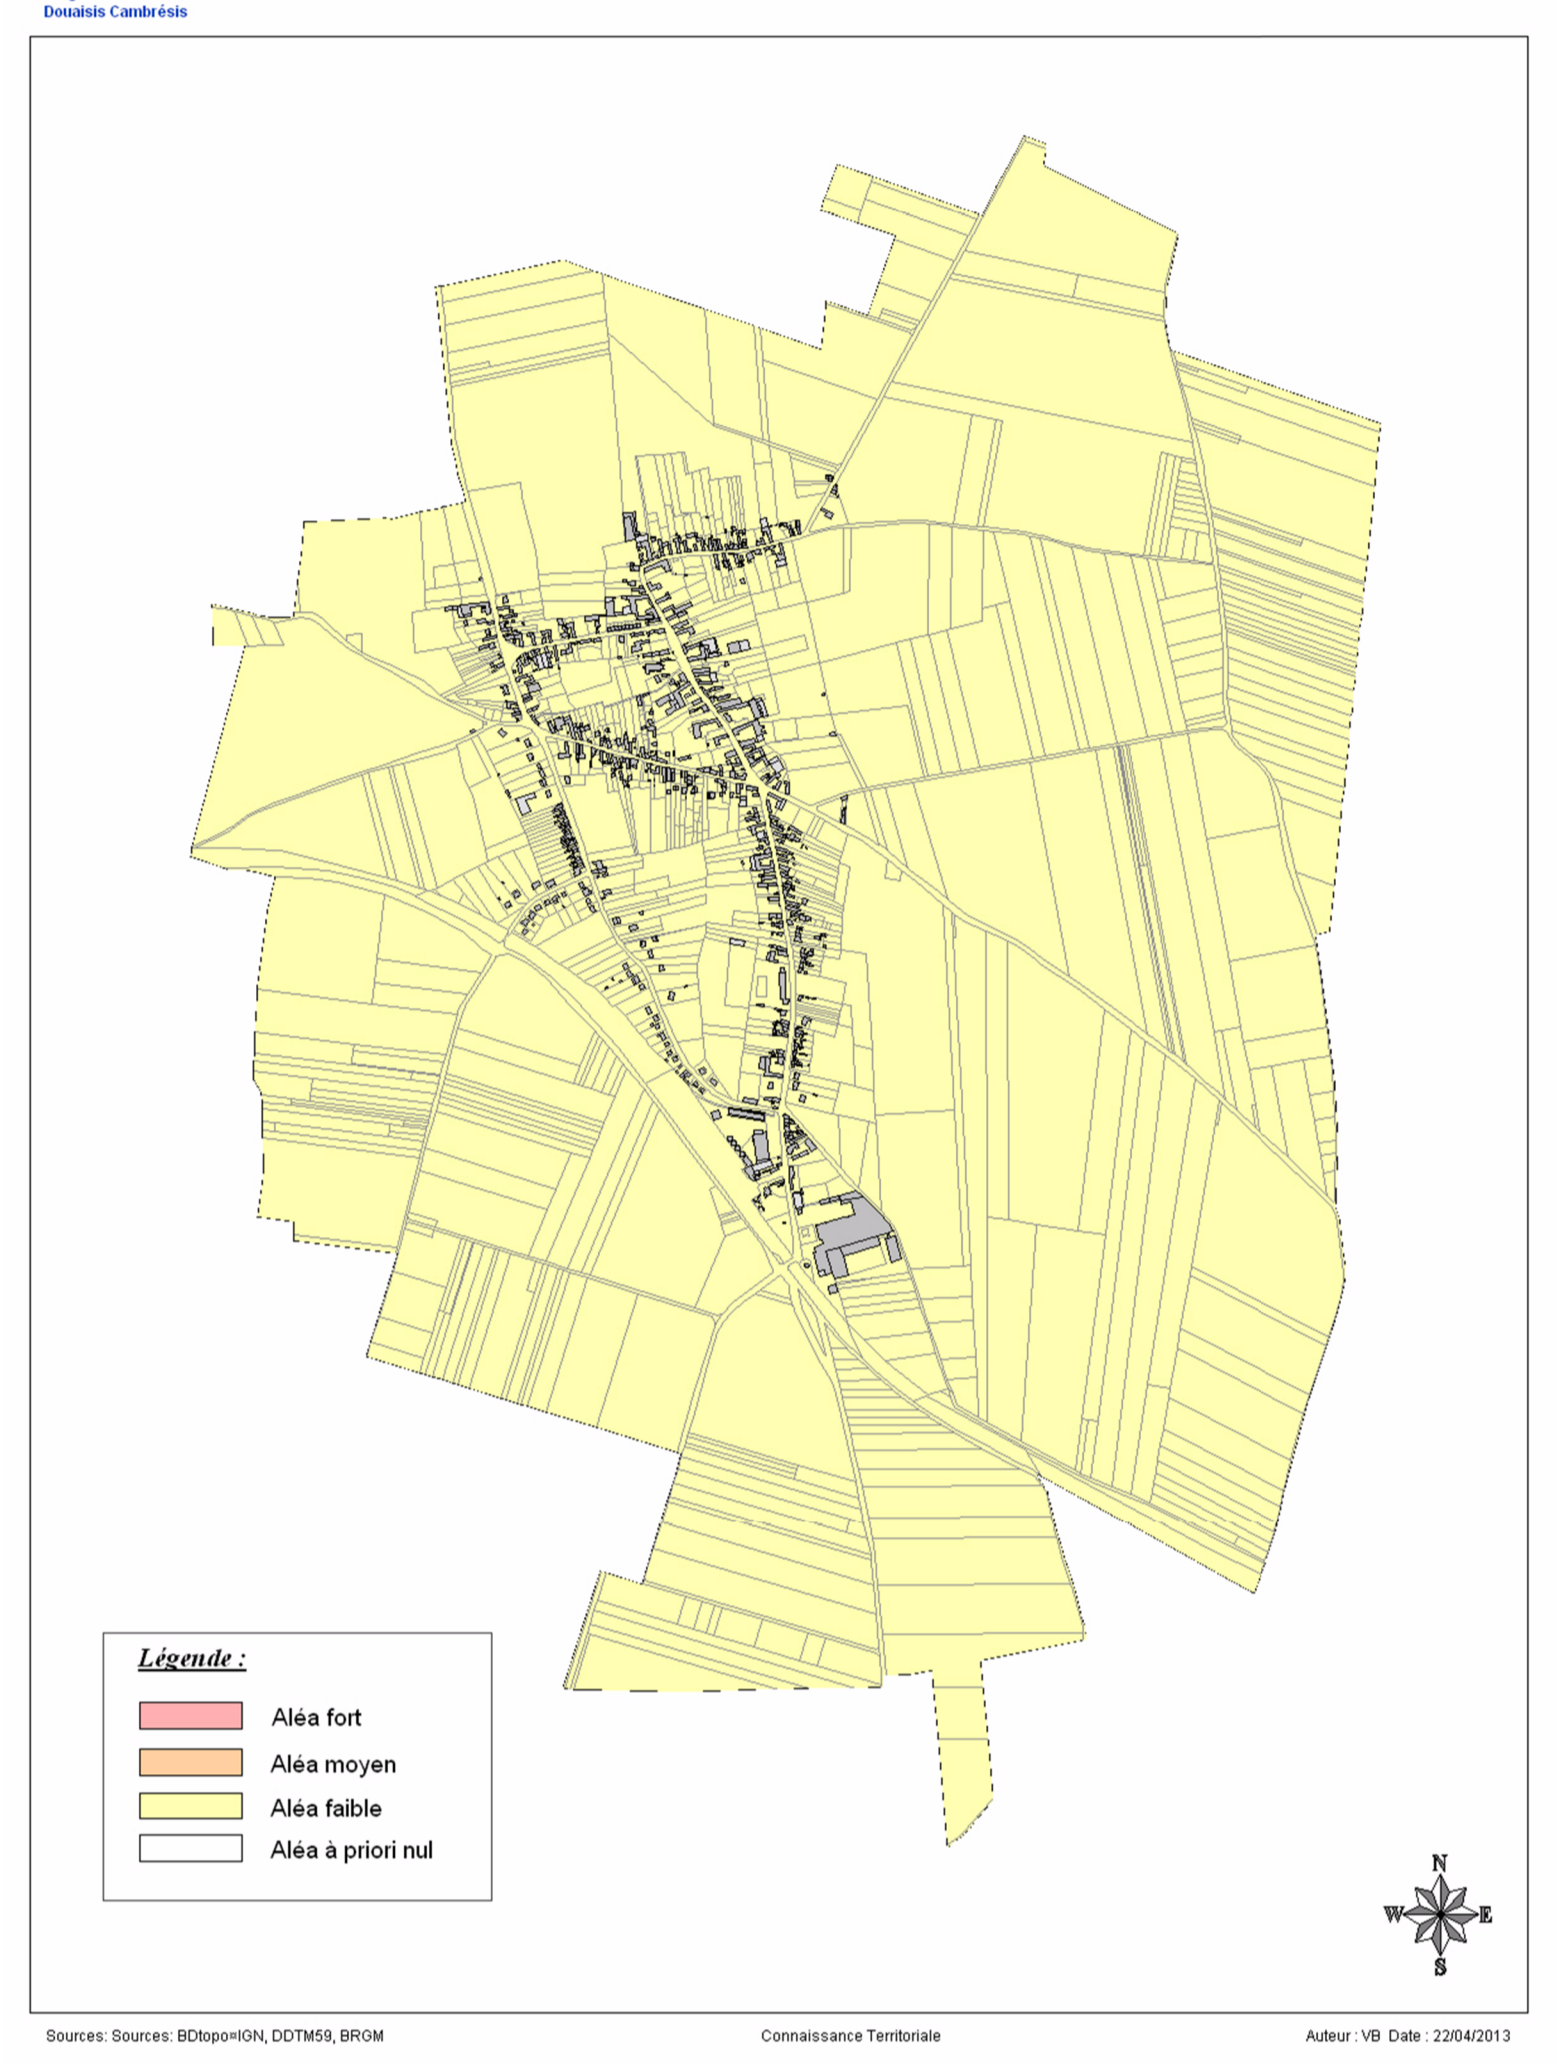 Douaisis Cambrésis
Légende :
Aléa fort
Aléa moyen
Aléa faible
Aléa à priori nul
N
W E
S
Sources: Sources: BDtopo¤IGN, DDTM59, BRGM Connaissance Territoriale Auteur : VB Date : 22/04/2013